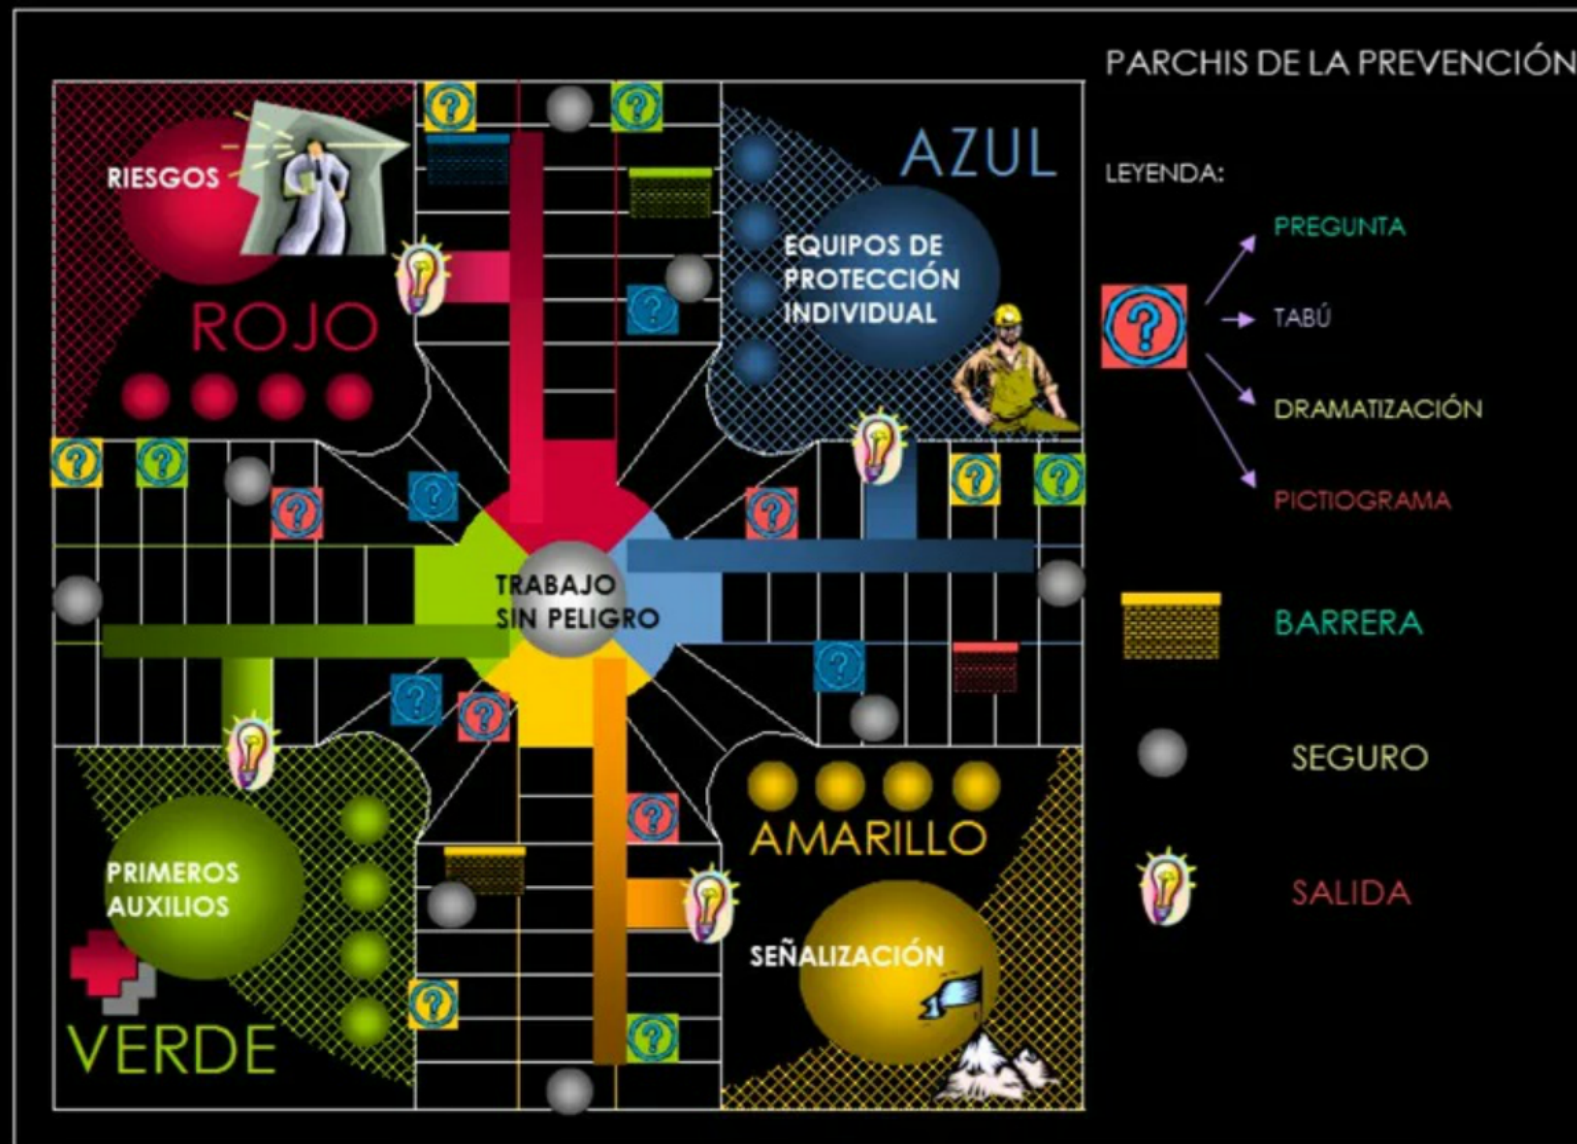 PARCHIS DE LA PREVENCIÓN
LEYENDA:
PREGUNTA
TABÚ
DRAMATIZACIÓN
PICTIOGRAMA
BARRERA
SEGURO
SALIDA
RIESGOS
ROJO
AZUL
EQUIPOS DE
PROTECCIÓN
INDIVIDUAL
TRABAJO
SIN PELIGRO
PRIMEROS
AUXILIOS
VERDE
AMARILLO
SEÑALIZACIÓN